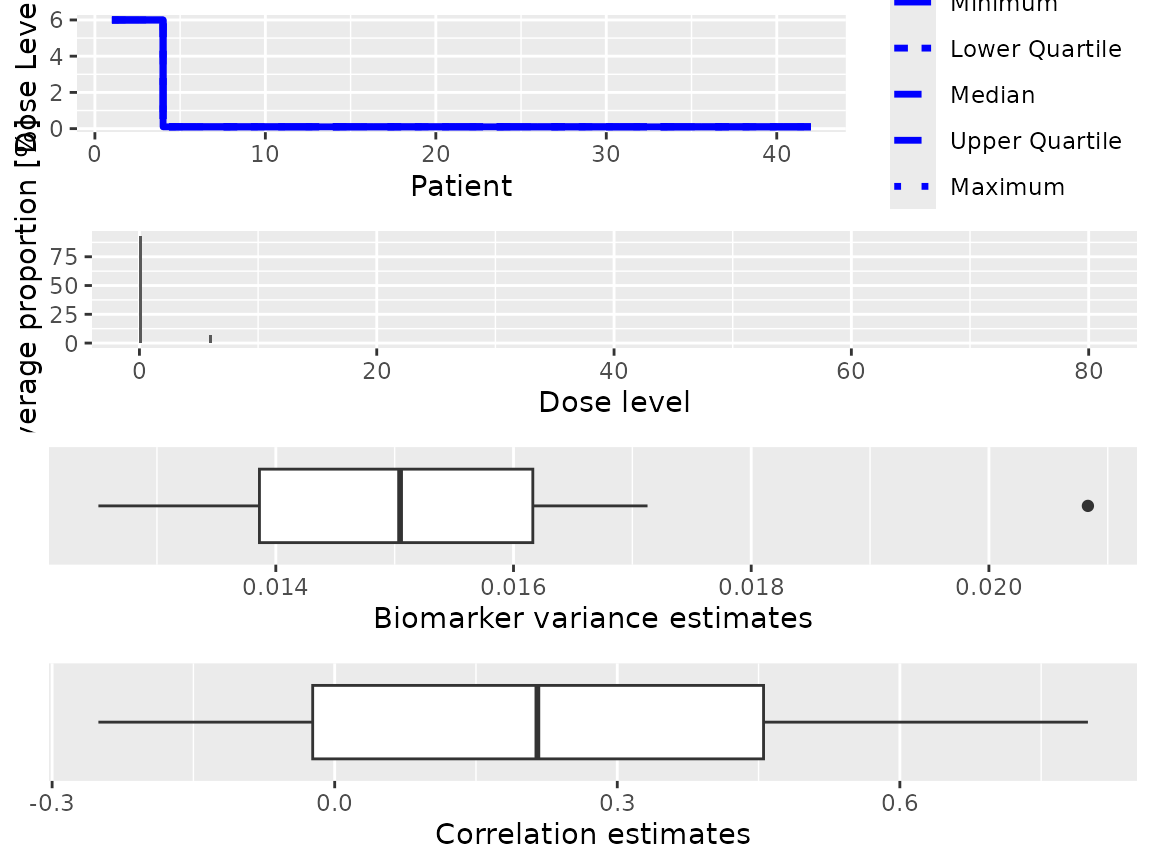 Minimum
Dose Leve
6
4
2
0
0 10 20 30 40
Patient
Lower Quartile
Median
Upper Quartile
Maximum
verage proportion [%]
75
50
25
0
0 20 40 60 80
Dose level
0.014 0.016 0.018 0.020
Biomarker variance estimates
-0.3 0.0 0.3 0.6
Correlation estimates